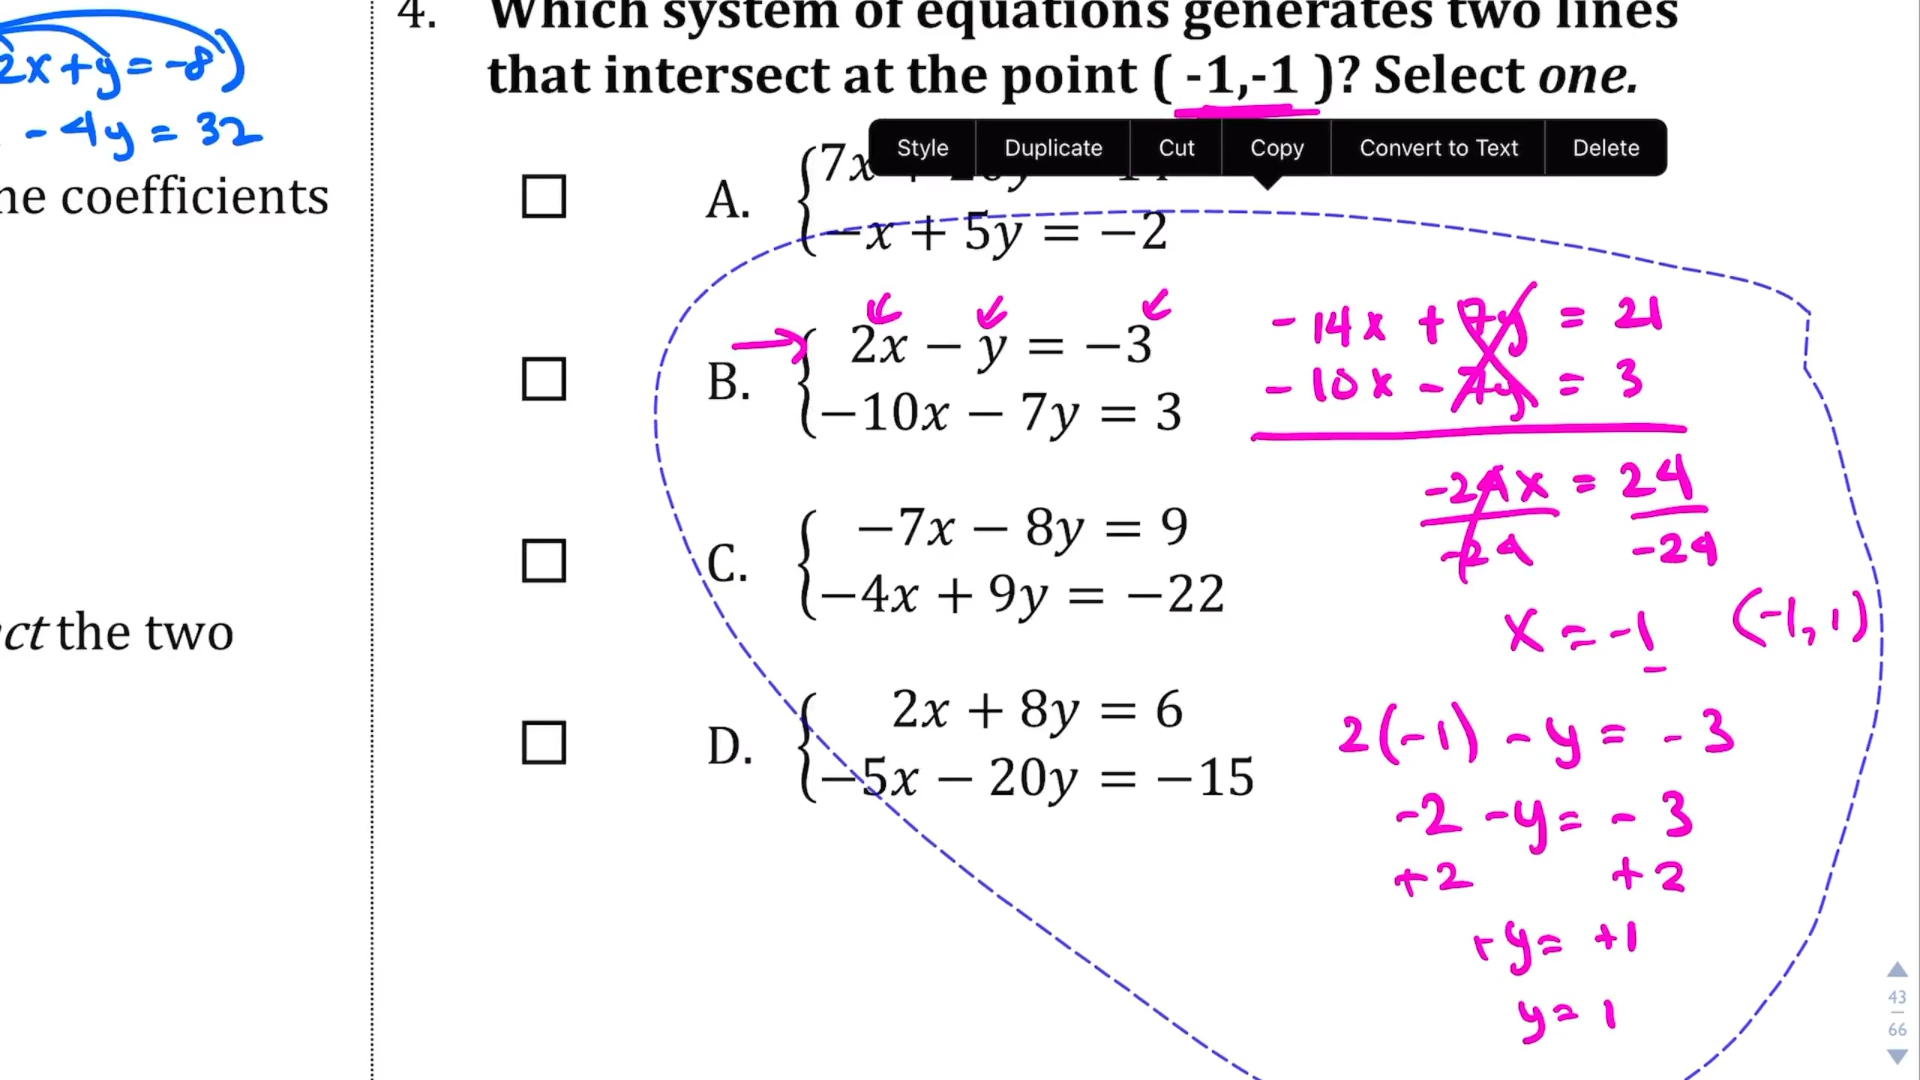 2x + y = -8)
- 4y = 32
ne coefficients
ct the two
4. Which system of equations generates two lines
that intersect at the point ( -1,-1 )? Select one.
Style Duplicate Cut Copy Convert to Text Delete
A. 7x
−x + 5y = −2
B. 2x − y = −3
−10x − 7y = 3
C. −7x − 8y = 9
−4x + 9y = −22
D. 2x + 8y = 6
−5x − 20y = −15
-14x + 7y = 21
-10x - 7y = 3
-24x = 24
-24 -24
x = -1 (-1, 1)
2(-1) - y = - 3
-2 - y = - 3
+2 +2
+y = +1
y = 1
43
66